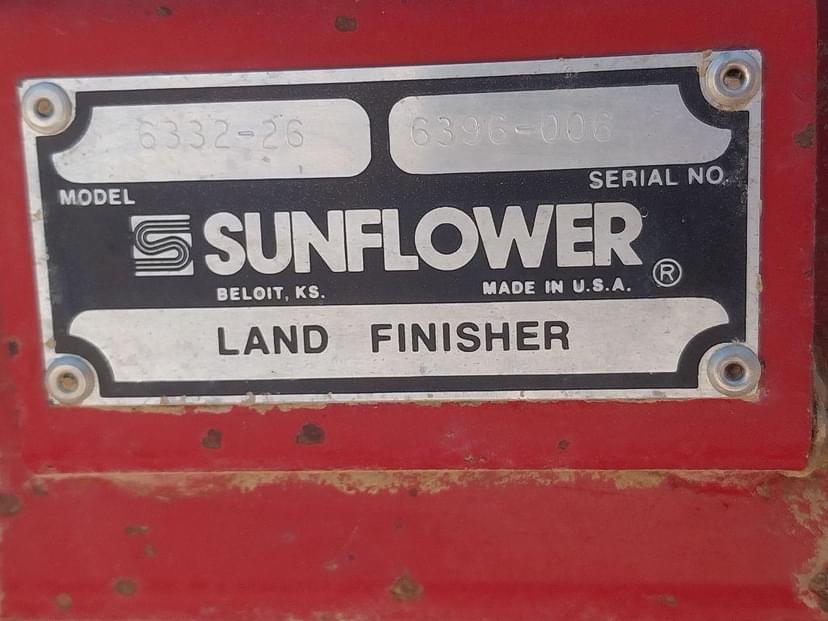 6332-26 6396-006
MODEL SERIAL NO.
SUNFLOWER ®
BELOIT, KS. MADE IN U.S.A.
LAND FINISHER